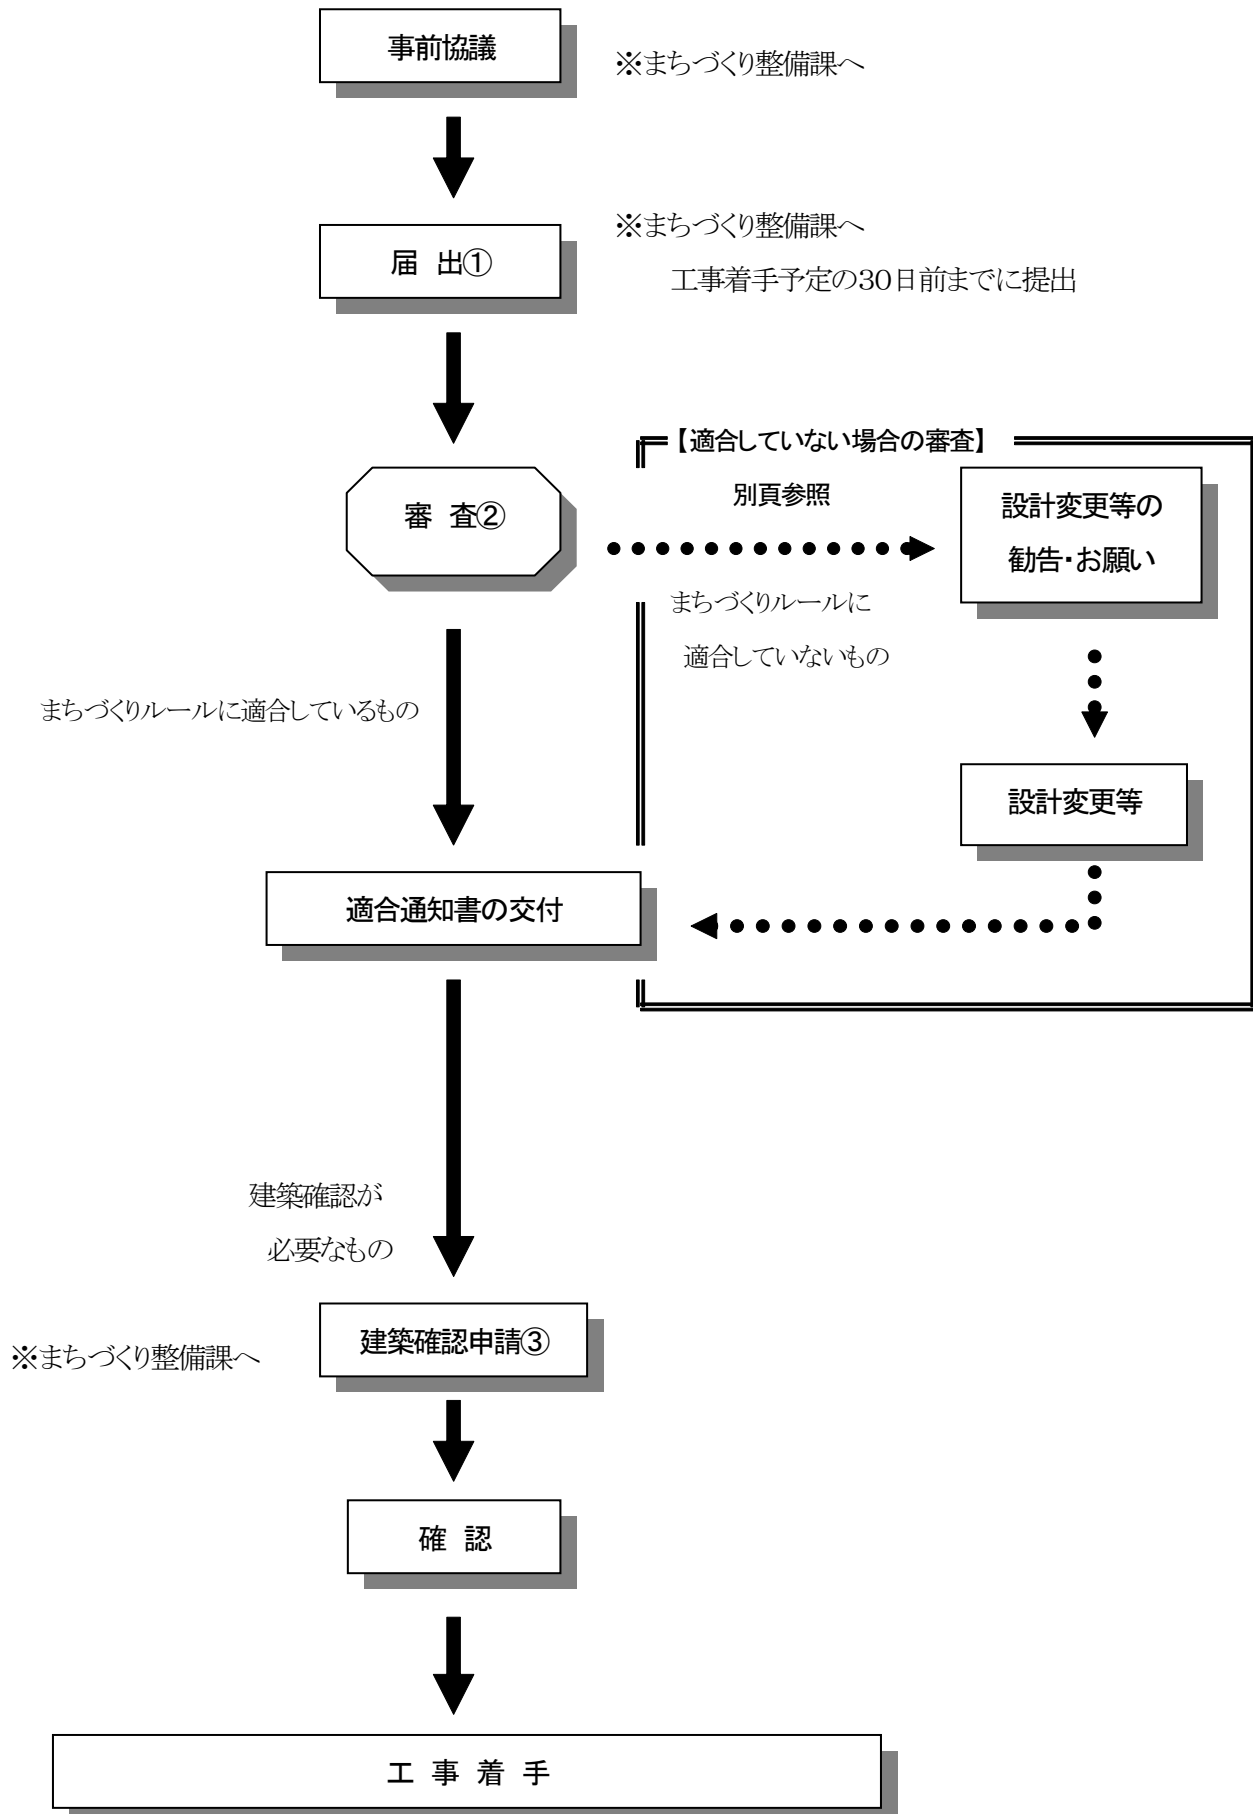 事前協議
※まちづくり整備課へ
届 出①
※まちづくり整備課へ
工事着手予定の30日前までに提出
【適合していない場合の審査】
別頁参照
審 査②
設計変更等の
勧告・お願い
まちづくりルールに
適合していないもの
まちづくりルールに適合しているもの
設計変更等
適合通知書の交付
建築確認が
必要なもの
建築確認申請③
※まちづくり整備課へ
確 認
工 事 着 手